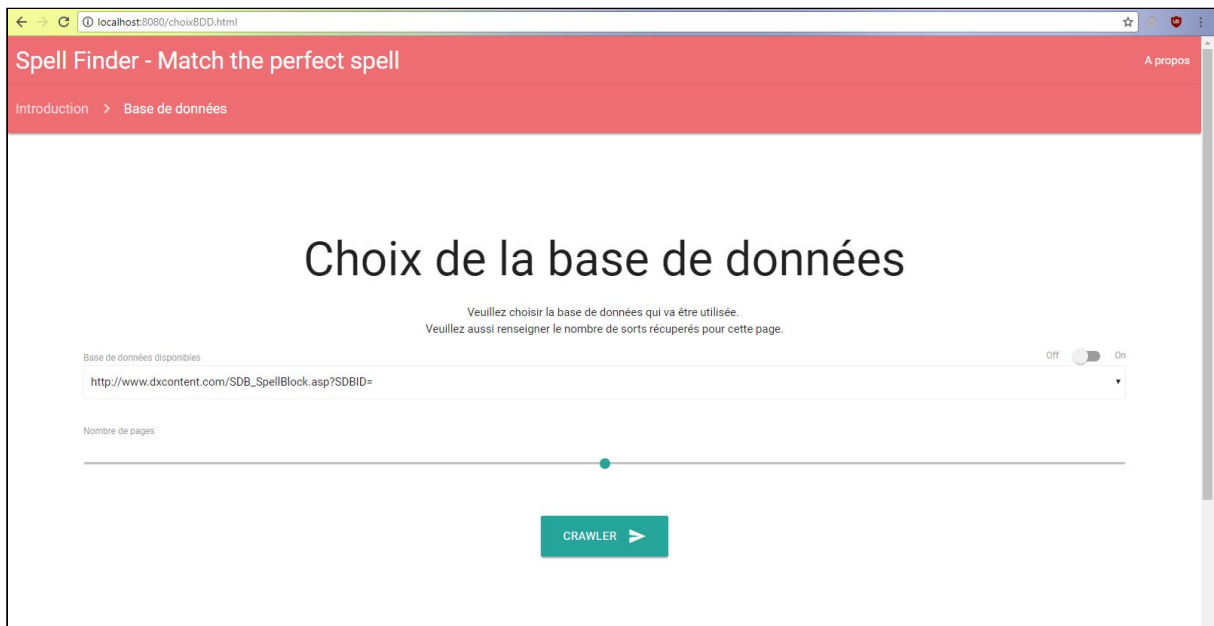 localhost:8080/choixBDD.html
Spell Finder - Match the perfect spell
A propos
Introduction > Base de données
Choix de la base de données
Veuillez choisir la base de données qui va être utilisée.
Veuillez aussi renseigner le nombre de sorts récuperés pour cette page.
Base de données disponibles
Off On
http://www.dxcontent.com/SDB_SpellBlock.asp?SDBID=
Nombre de pages
CRAWLER